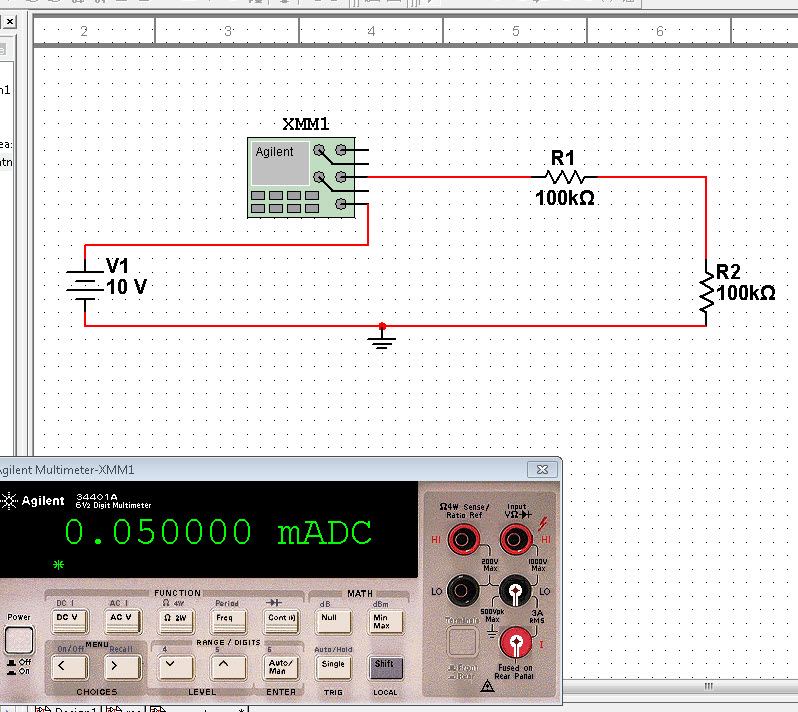 2 3 4 5 6
n1
ea:
XMM1
Agilent
R1
100kΩ
V1
10 V
R2
100kΩ
Agilent Multimeter-XMM1
Agilent 34401A
6½ Digit Multimeter
0.050000 mADC
*
Ω4W Sense/
Ratio Ref
Input
VΩ
HI HI
200V
Max
1000V
Max
LO LO
500Vpk
Max
3A
RMS
I
Fused on
Rear Panel
Front
Rear
FUNCTION MATH
DC I AC I Ω 4W Period dB dBm
DC V AC V Ω 2W Freq Cont Null Min
Max
Power
Off
On
MENU RANGE / DIGITS
On/Off Recall 4 5 6 Auto/Hold
< > Auto/
Man Single Shift
CHOICES LEVEL ENTER TRIG LOCAL
Design1